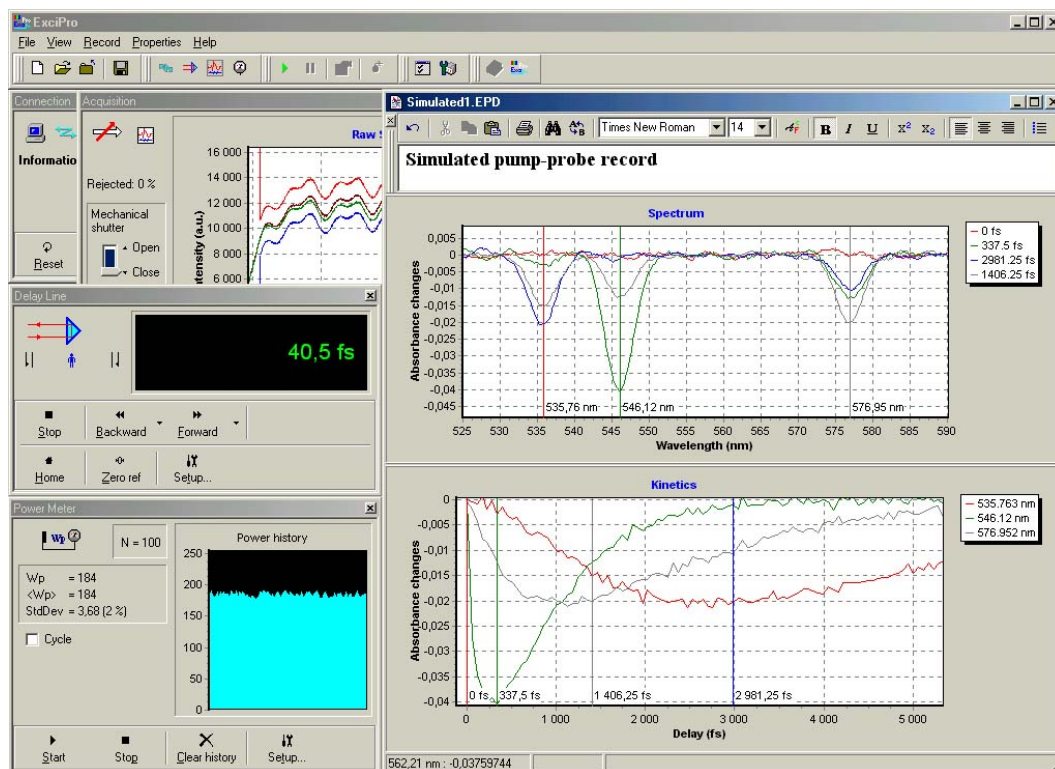 ExciPro
File View Record Properties Help
Connection
Informatio
Reset
Acquisition
Rejected: 0 %
Mechanical
shutter
Open
Close
Raw S
ntensity (a.u.)
16 000
14 000
12 000
10 000
8 000
6 000
Delay Line
40,5 fs
Stop Backward Forward
Home Zero ref Setup...
Power Meter
Wp
N = 100
Wp = 184
<Wp> = 184
StdDev = 3,68 (2 %)
Cycle
Power history
250
200
150
100
50
0
Start Stop Clear history Setup...
Simulated1.EPD
Times New Roman 14 B I U X² X₂
Simulated pump-probe record
Spectrum
Absorbance changes
0,005
0
-0,005
-0,01
-0,015
-0,02
-0,025
-0,03
-0,035
-0,04
-0,045
535,76 nm 546,12 nm 576,95 nm
525 530 535 540 545 550 555 560 565 570 575 580 585 590
Wavelength (nm)
0 fs
337.5 fs
2981.25 fs
1406.25 fs
Kinetics
Absorbance changes
0
-0,005
-0,01
-0,015
-0,02
-0,025
-0,03
-0,035
-0,04
0 fs 337,5 fs 1 406,25 fs 2 981,25 fs
0 1 000 2 000 3 000 4 000 5 000
Delay (fs)
535.763 nm
546.12 nm
576.952 nm
562,21 nm : -0,03759744